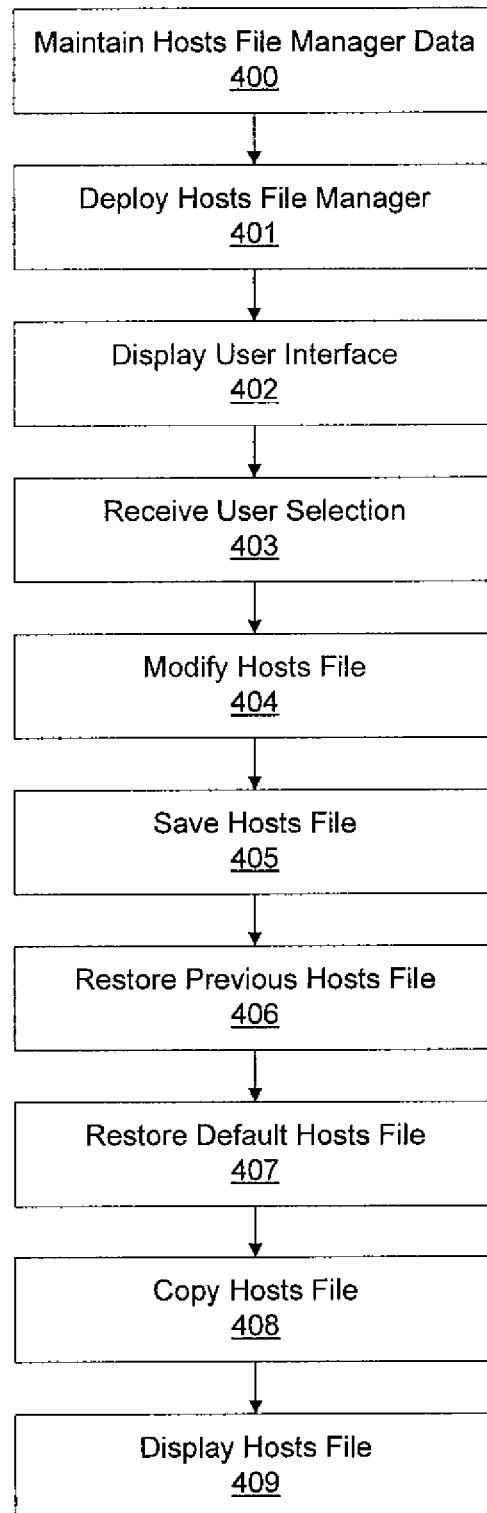 Maintain Hosts File Manager Data
400
Deploy Hosts File Manager
401
Display User Interface
402
Receive User Selection
403
Modify Hosts File
404
Save Hosts File
405
Restore Previous Hosts File
406
Restore Default Hosts File
407
Copy Hosts File
408
Display Hosts File
409